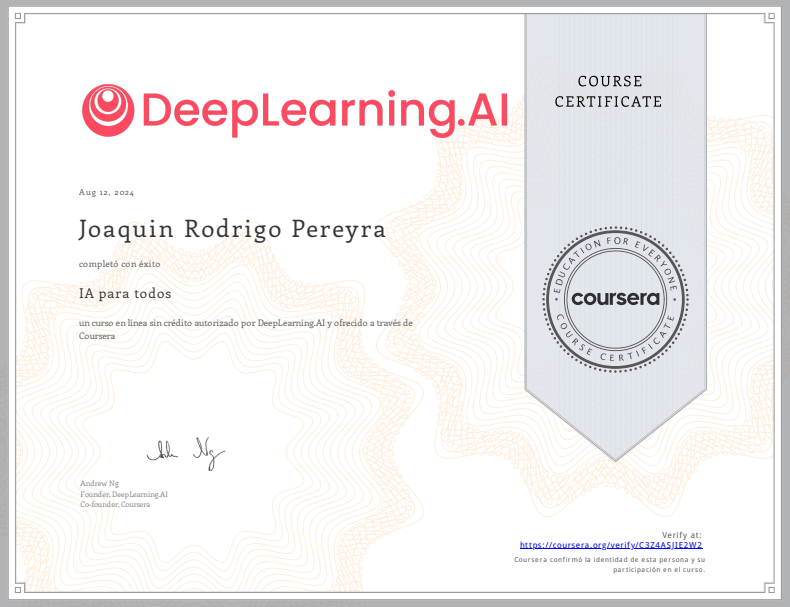 DeepLearning.AI
COURSE
CERTIFICATE
Aug 12, 2024
Joaquin Rodrigo Pereyra
completó con éxito
IA para todos
un curso en línea sin crédito autorizado por DeepLearning.AI y ofrecido a través de
Coursera
EDUCATION FOR EVERYONE
coursera
COURSE CERTIFICATE
Andrew Ng
Founder, DeepLearning.AI
Co-founder, Coursera
Verify at:
https://coursera.org/verify/C3Z4ASJIE2W2
Coursera confirmó la identidad de esta persona y su
participación en el curso.